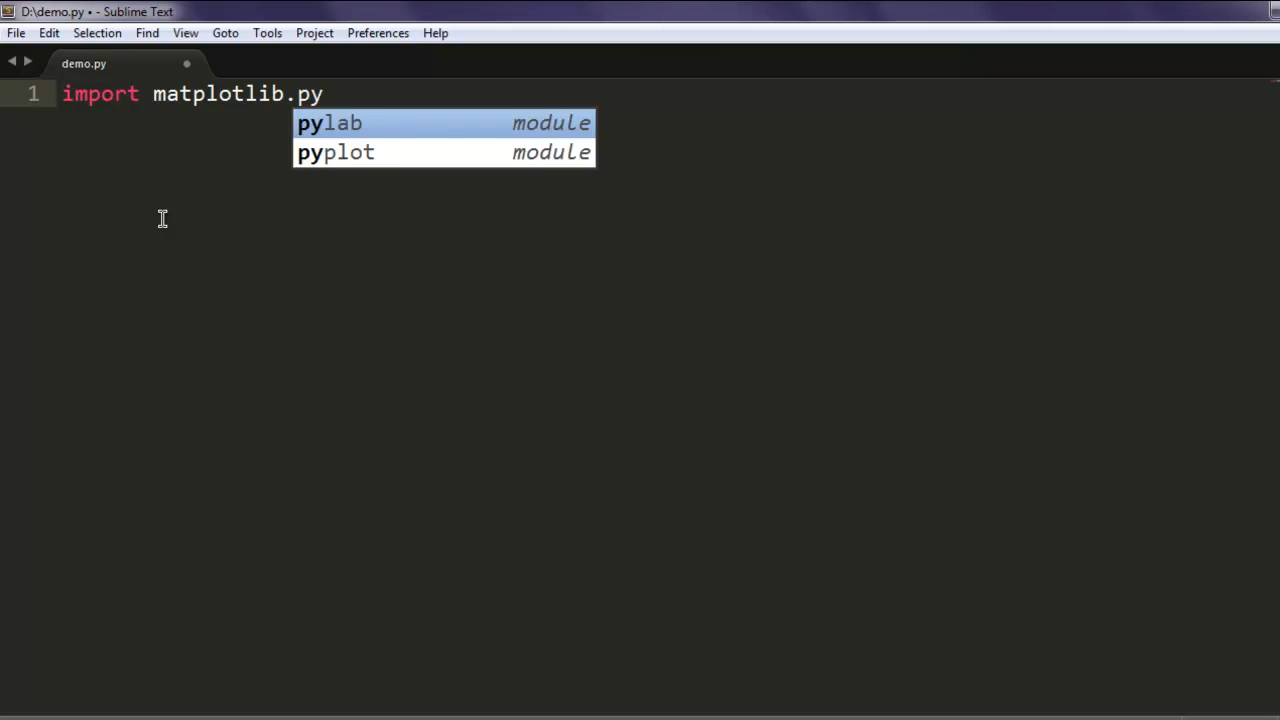 D:\demo.py • - Sublime Text
File Edit Selection Find View Goto Tools Project Preferences Help
demo.py
1 import matplotlib.py
pylab module
pyplot module